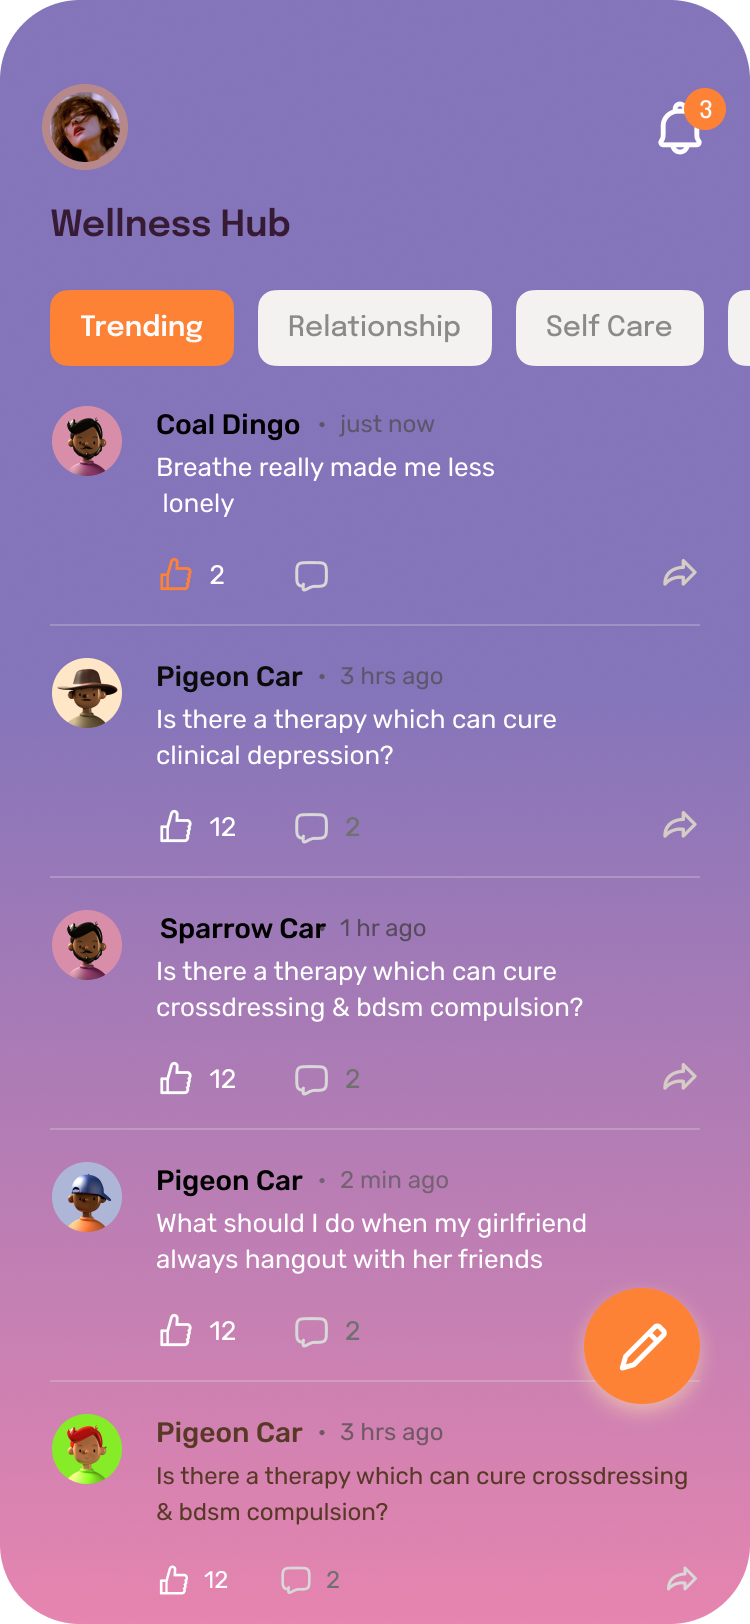 3
Wellness Hub
Trending
Relationship
Self Care
Coal Dingo • just now
Breathe really made me less
lonely
2
Pigeon Car • 3 hrs ago
Is there a therapy which can cure
clinical depression?
12 2
Sparrow Car 1 hr ago
Is there a therapy which can cure
crossdressing & bdsm compulsion?
12 2
Pigeon Car • 2 min ago
What should I do when my girlfriend
always hangout with her friends
12 2
Pigeon Car • 3 hrs ago
Is there a therapy which can cure crossdressing
& bdsm compulsion?
12 2